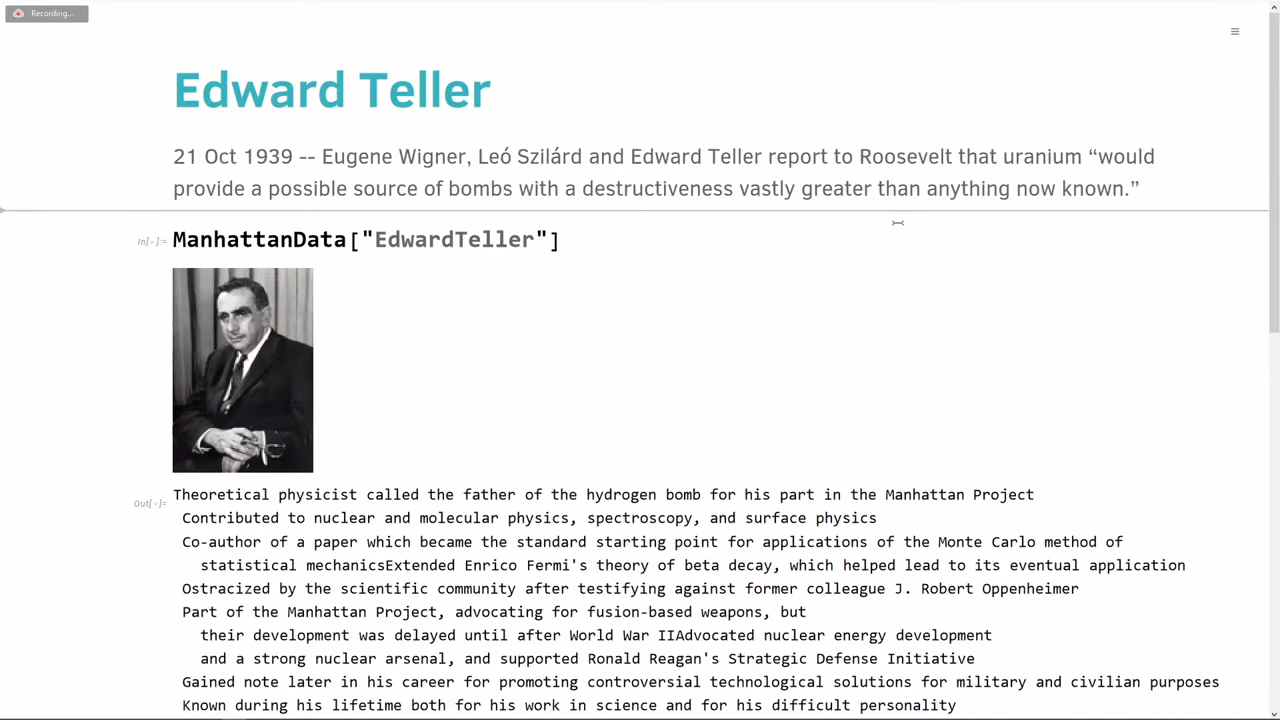 Recording...
Edward Teller
21 Oct 1939 -- Eugene Wigner, Leó Szilárd and Edward Teller report to Roosevelt that uranium “would
provide a possible source of bombs with a destructiveness vastly greater than anything now known.”
In[ ]:= ManhattanData["EdwardTeller"]
Out[ ]= Theoretical physicist called the father of the hydrogen bomb for his part in the Manhattan Project
Contributed to nuclear and molecular physics, spectroscopy, and surface physics
Co-author of a paper which became the standard starting point for applications of the Monte Carlo method of
statistical mechanicsExtended Enrico Fermi's theory of beta decay, which helped lead to its eventual application
Ostracized by the scientific community after testifying against former colleague J. Robert Oppenheimer
Part of the Manhattan Project, advocating for fusion-based weapons, but
their development was delayed until after World War IIAdvocated nuclear energy development
and a strong nuclear arsenal, and supported Ronald Reagan's Strategic Defense Initiative
Gained note later in his career for promoting controversial technological solutions for military and civilian purposes
Known during his lifetime both for his work in science and for his difficult personality